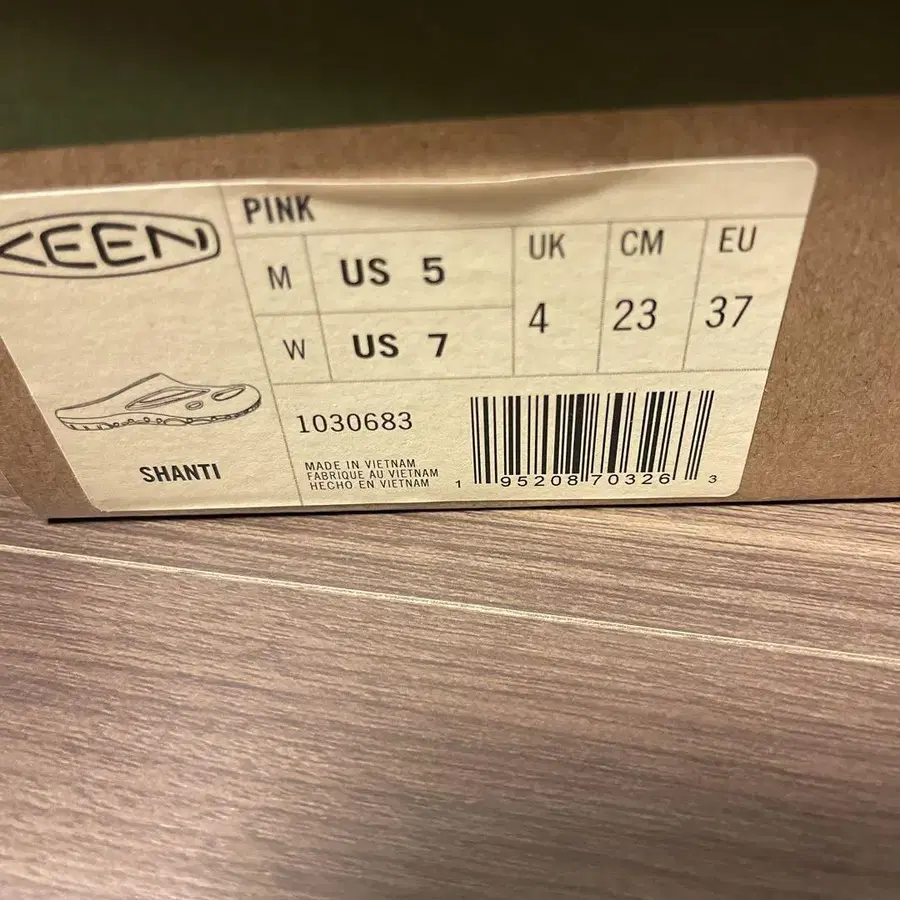 KEEN
SHANTI
PINK
M US 5
W US 7
UK
4
CM
23
EU
37
1030683
MADE IN VIETNAM
FABRIQUE AU VIETNAM
HECHO EN VIETNAM
1 95208 70326 3